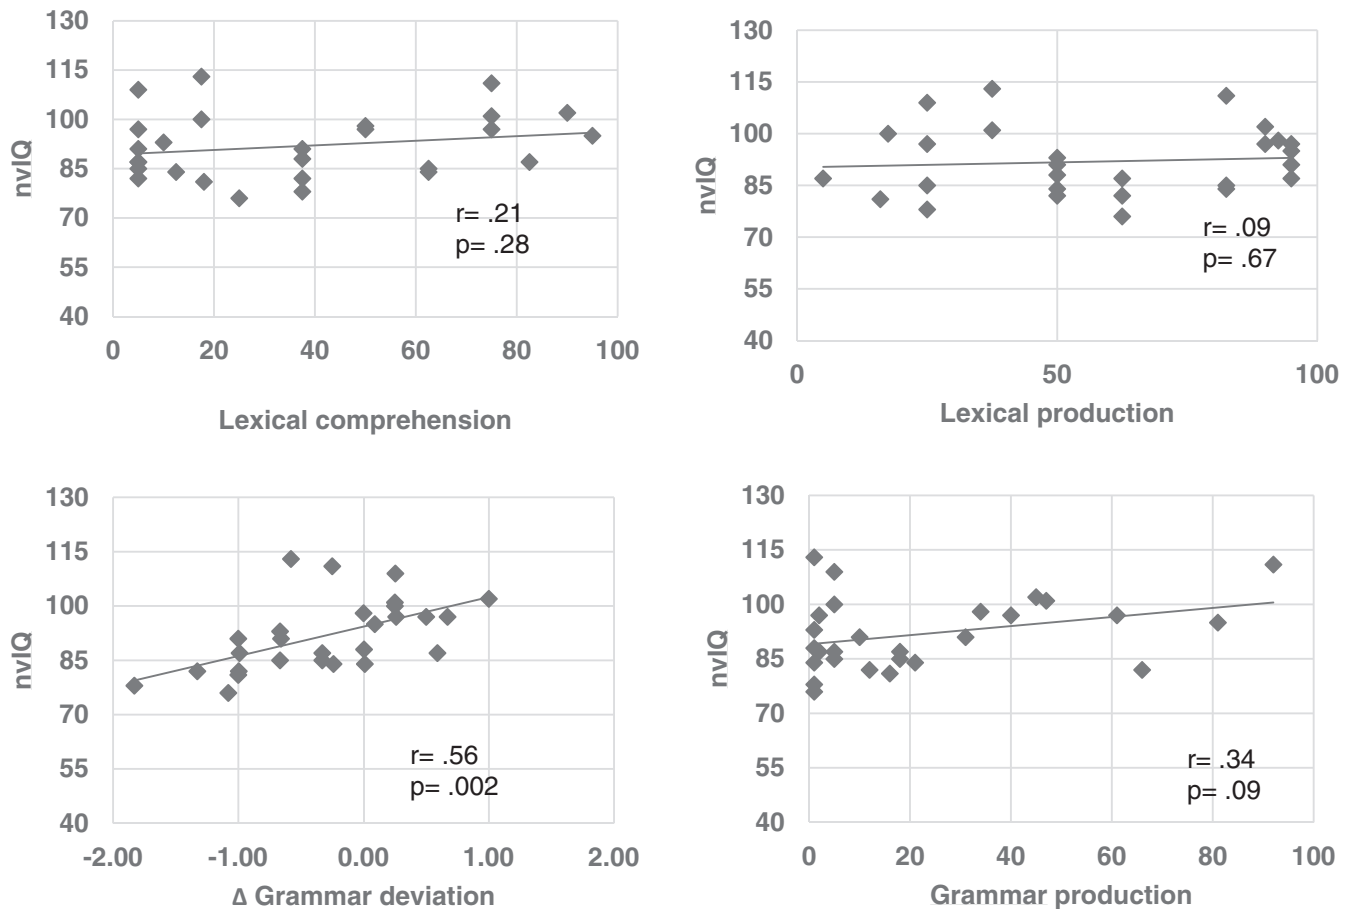 130
115
100
85
70
55
40
nvIQ
r= .21
p= .28
0 20 40 60 80 100
Lexical comprehension
130
115
100
85
70
55
40
nvIQ
r= .09
p= .67
0 50 100
Lexical production
130
115
100
85
70
55
40
nvIQ
r= .56
p= .002
-2.00 -1.00 0.00 1.00 2.00
Δ Grammar deviation
130
115
100
85
70
55
40
nvIQ
r= .34
p= .09
0 20 40 60 80 100
Grammar production